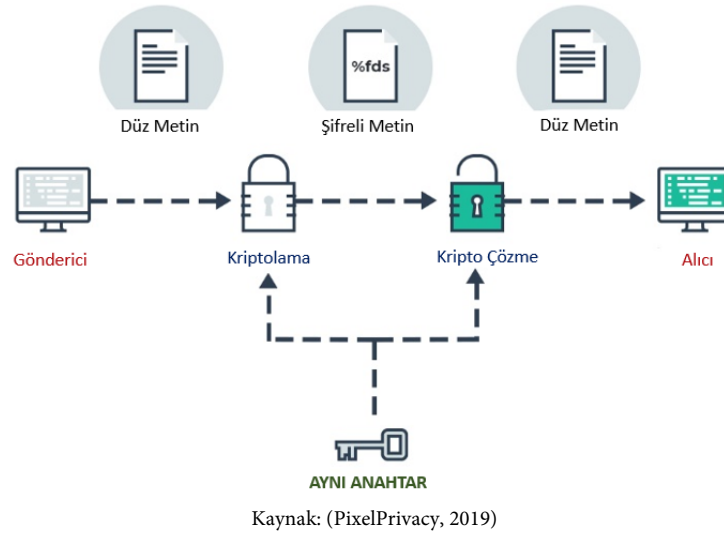 %fds
Düz Metin
Şifreli Metin
Düz Metin
Gönderici
Kriptolama
Kripto Çözme
Alıcı
AYNI ANAHTAR
Kaynak: (PixelPrivacy, 2019)